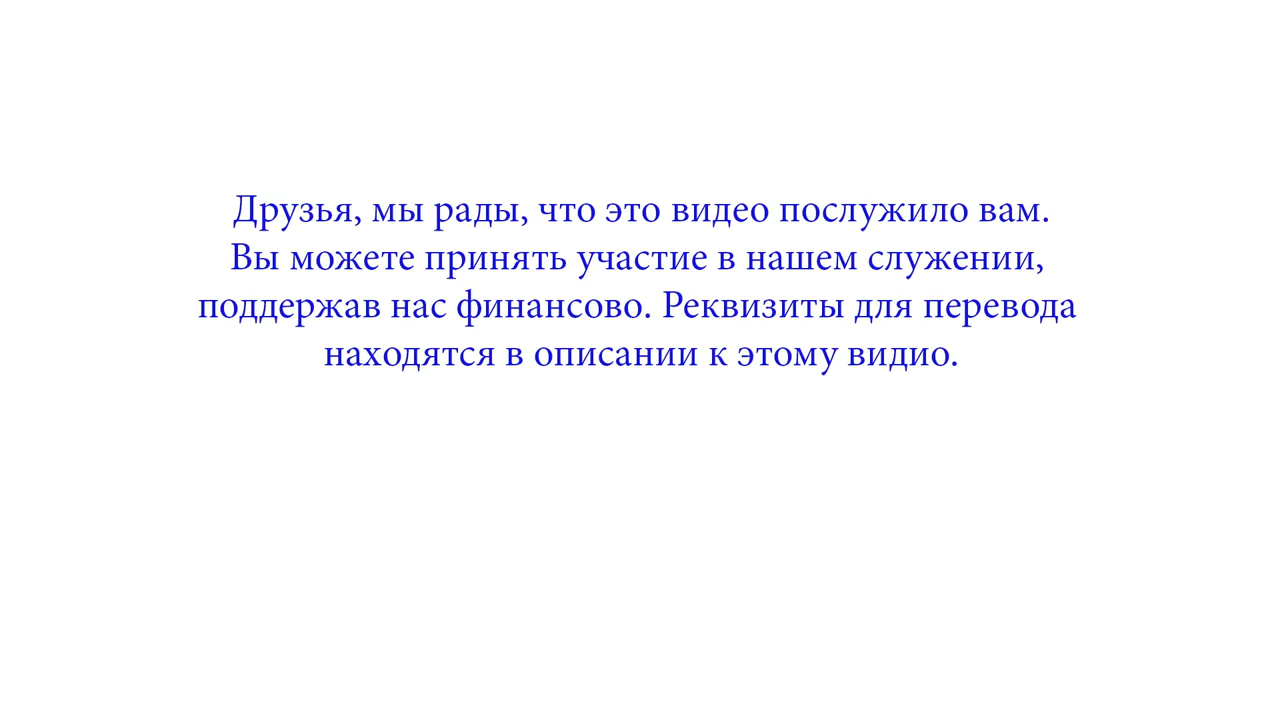 Друзья, мы рады, что это видео послужило вам.
Вы можете принять участие в нашем служении,
поддержав нас финансово. Реквизиты для перевода
находятся в описании к этому видио.